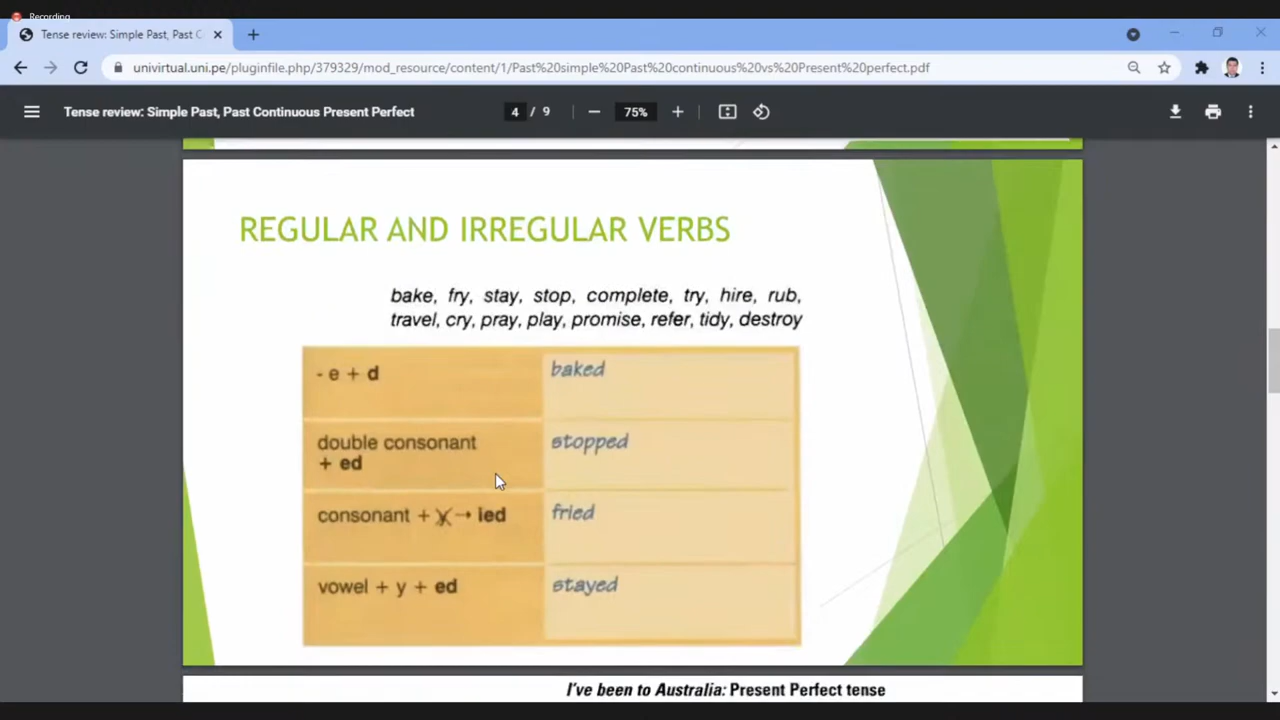 Recording
Tense review: Simple Past, Past C
univirtual.uni.pe/pluginfile.php/379329/mod_resource/content/1/Past%20simple%20Past%20continuous%20vs%20Present%20perfect.pdf
Tense review: Simple Past, Past Continuous Present Perfect
4 / 9
75%
REGULAR AND IRREGULAR VERBS
bake, fry, stay, stop, complete, try, hire, rub,
travel, cry, pray, play, promise, refer, tidy, destroy
- e + d
baked
double consonant
+ ed
stopped
consonant + y → ied
fried
vowel + y + ed
stayed
I've been to Australia: Present Perfect tense